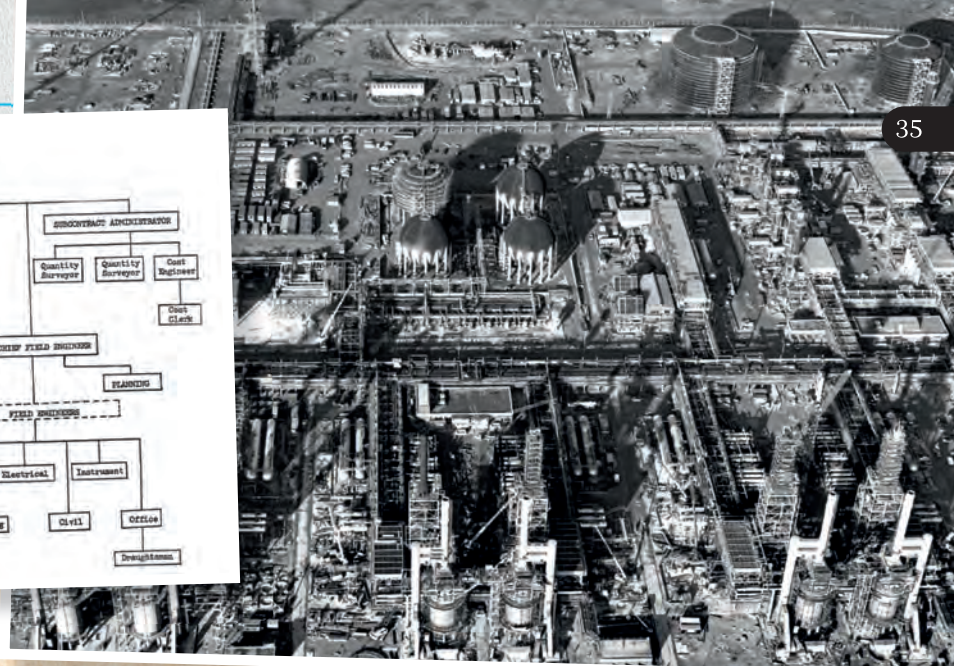 35
SUBCONTRACT ADMINISTRATOR
Quantity
Surveyor
Quantity
Surveyor
Cost
Engineer
Cost
Clerk
CHIEF FIELD ENGINEER
PLANNING
FIELD ENGINEERS
Electrical
Instrument
Civil
Office
Draughtsman